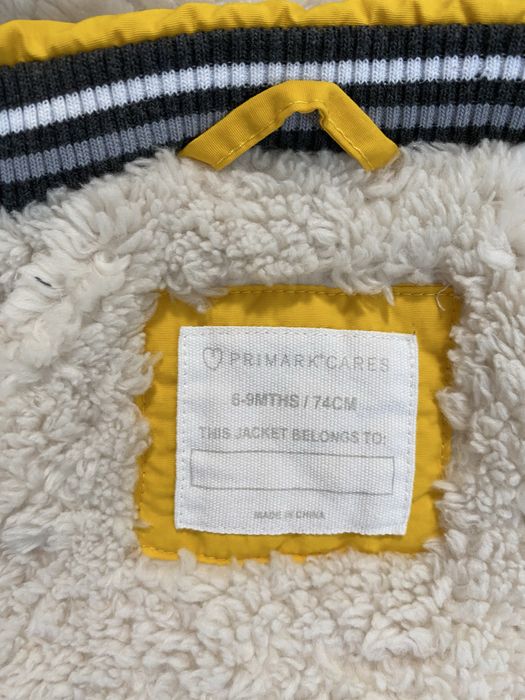 PRIMARK®CARES
6-9MTHS / 74CM
THIS JACKET BELONGS TO:
MADE IN CHINA